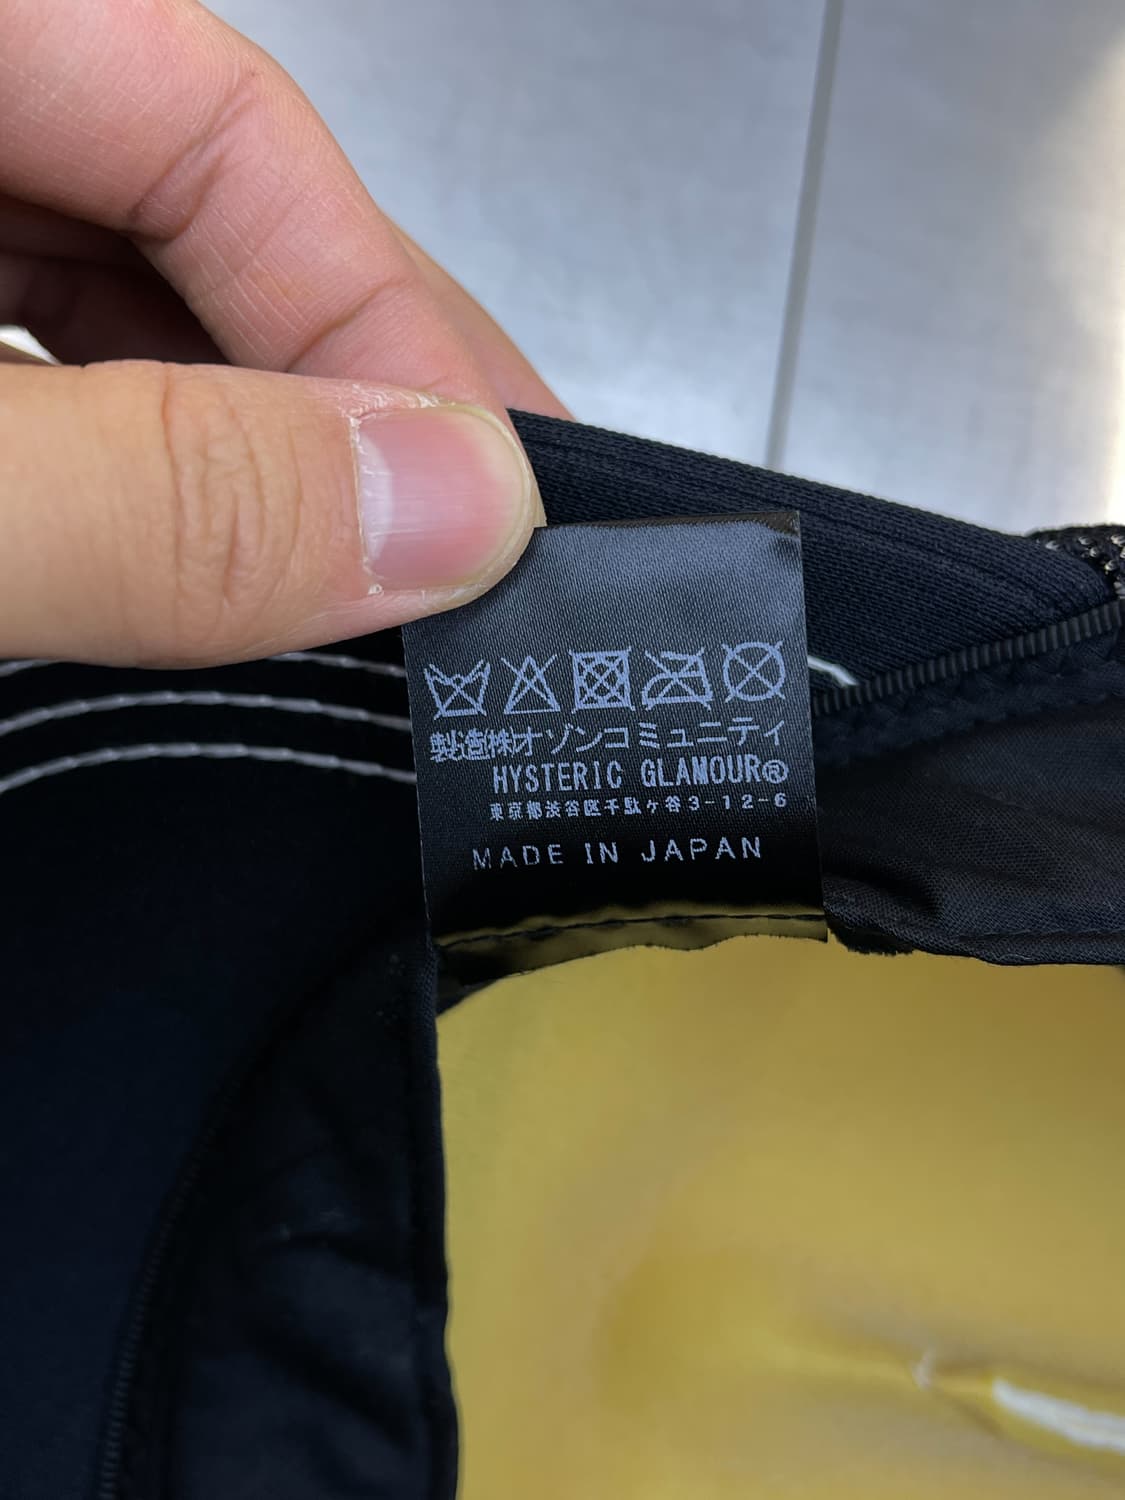 製造㈱オゾンコミュニティ
HYSTERIC GLAMOUR®
東京都渋谷区千駄ケ谷3-12-6
MADE IN JAPAN